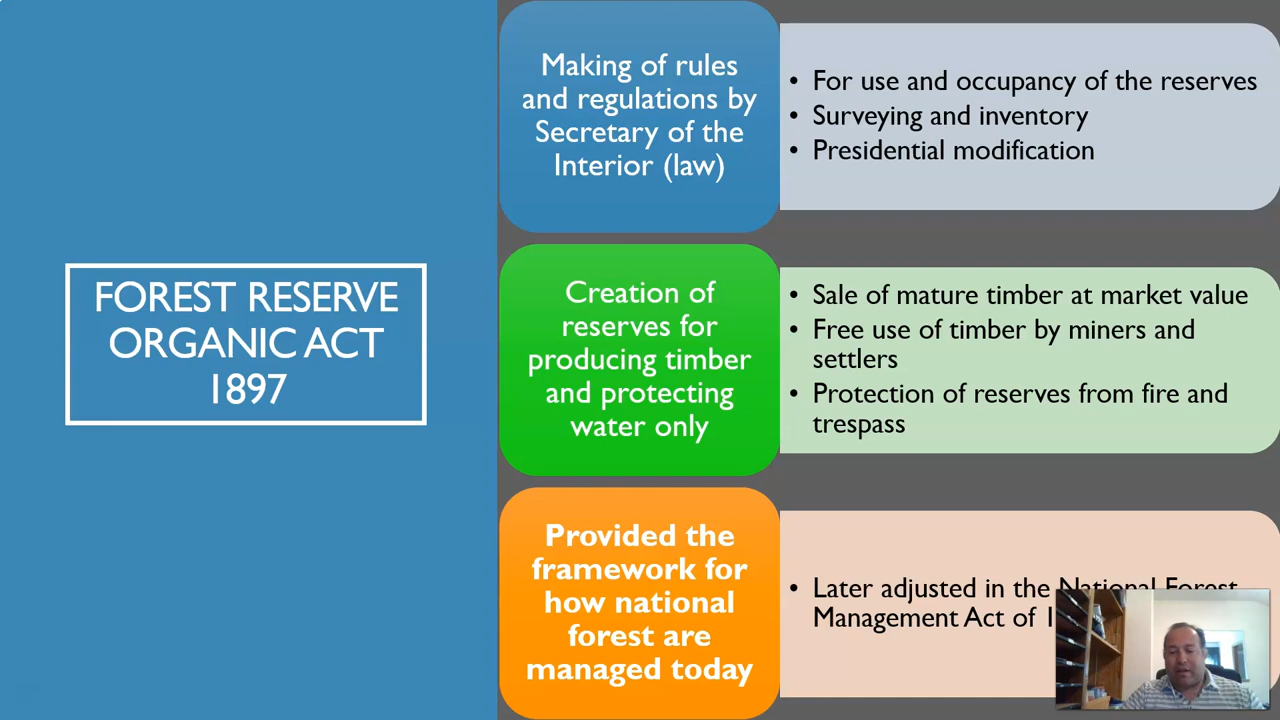 FOREST RESERVE
ORGANIC ACT
1897
Making of rules
and regulations by
Secretary of the
Interior (law)
• For use and occupancy of the reserves
• Surveying and inventory
• Presidential modification
Creation of
reserves for
producing timber
and protecting
water only
• Sale of mature timber at market value
• Free use of timber by miners and
settlers
• Protection of reserves from fire and
trespass
Provided the
framework for
how national
forest are
managed today
• Later adjusted in the National Forest
Management Act of